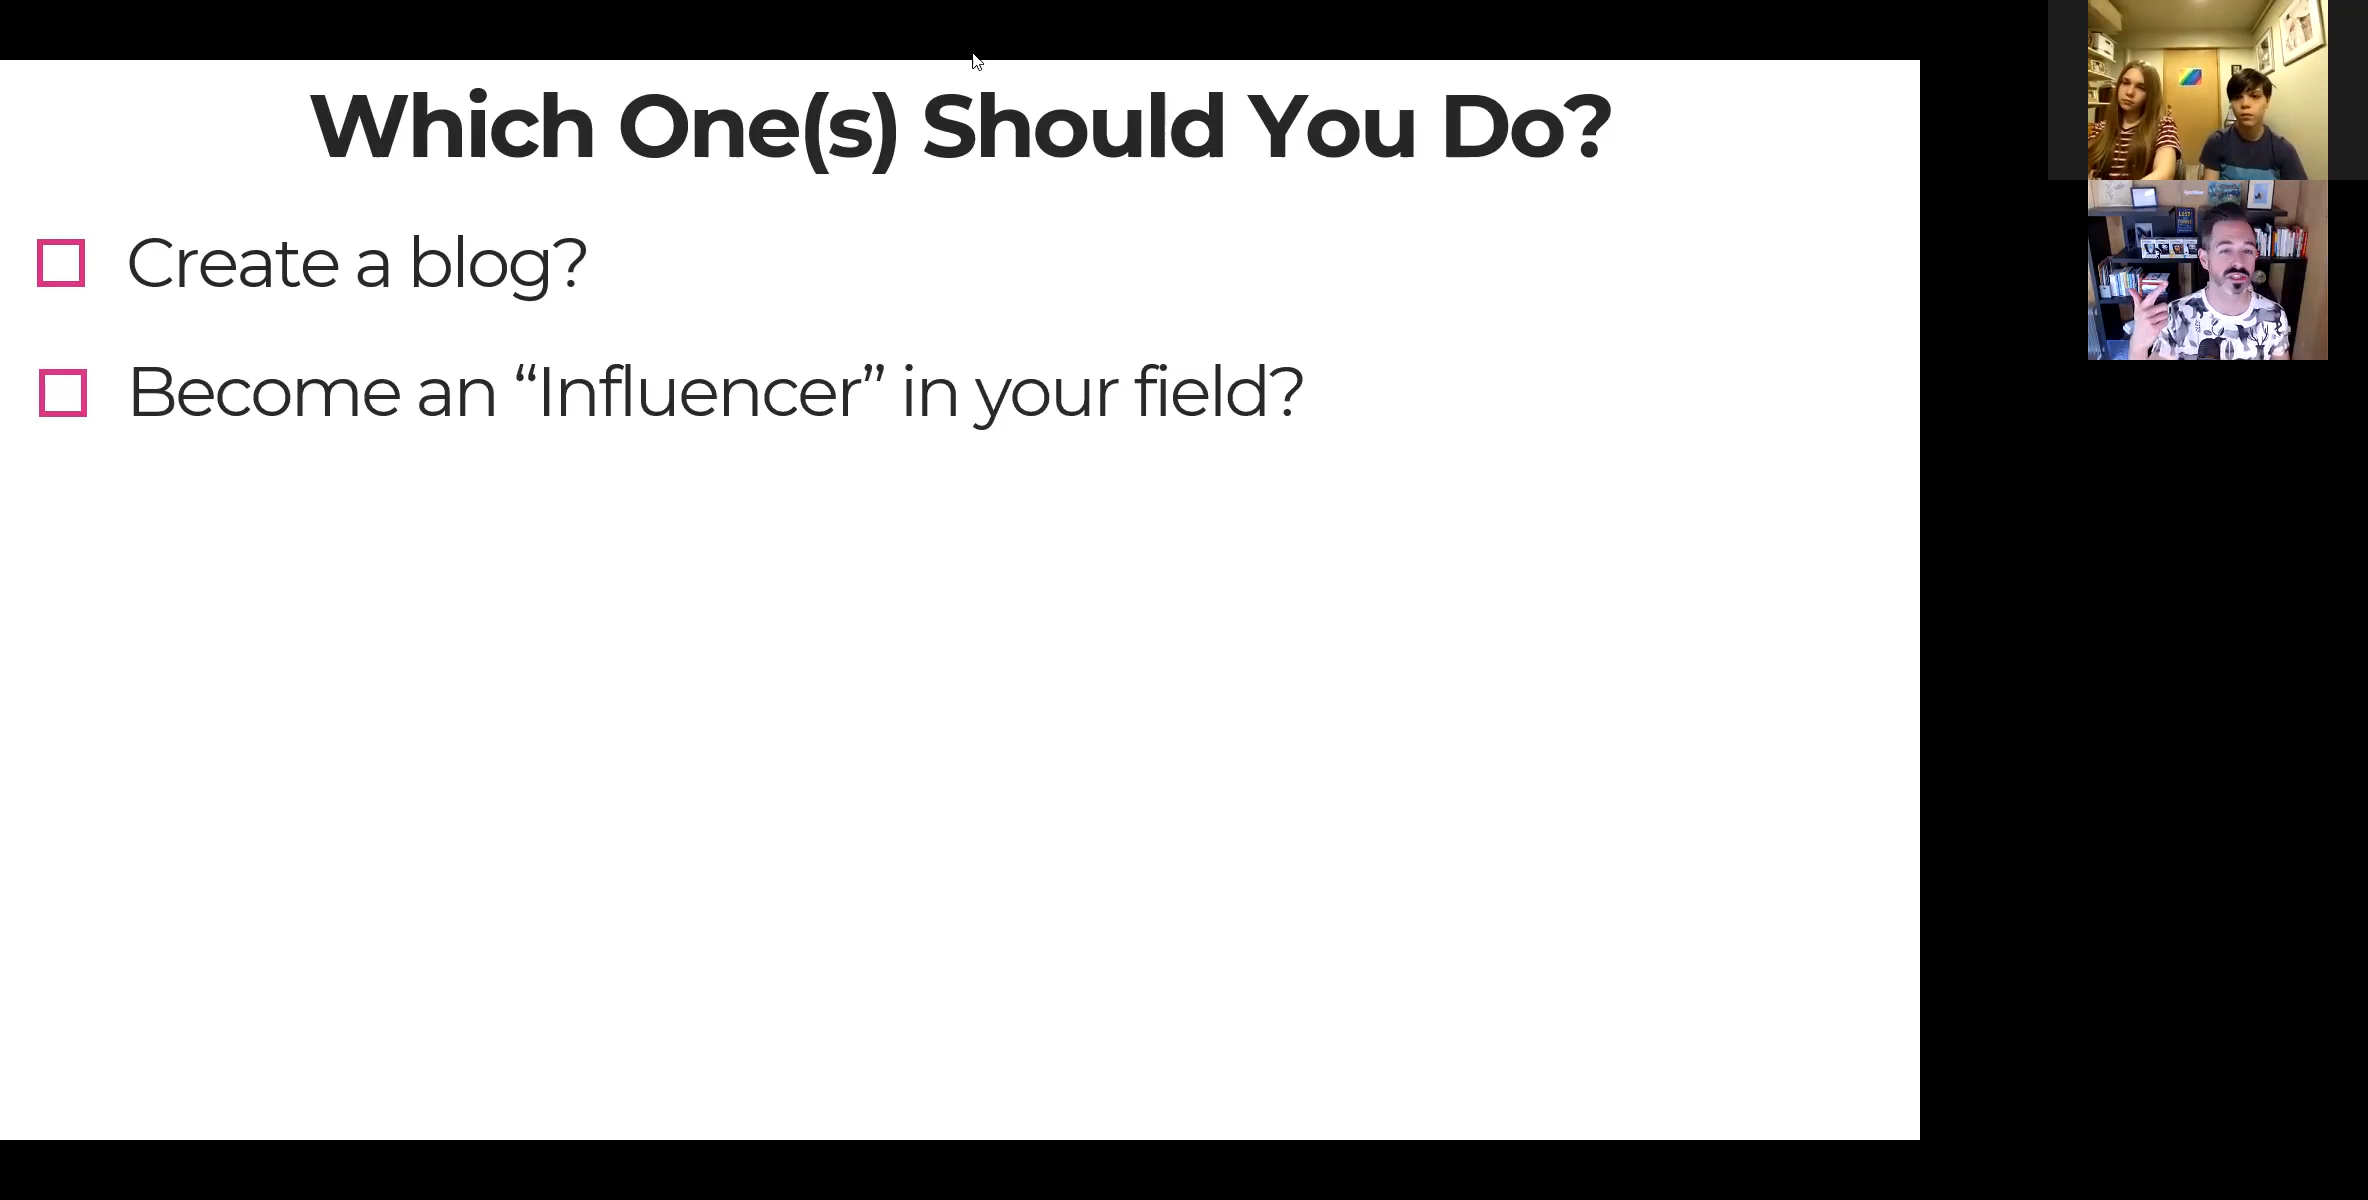 Which One(s) Should You Do?
Create a blog?
Become an “Influencer” in your field?